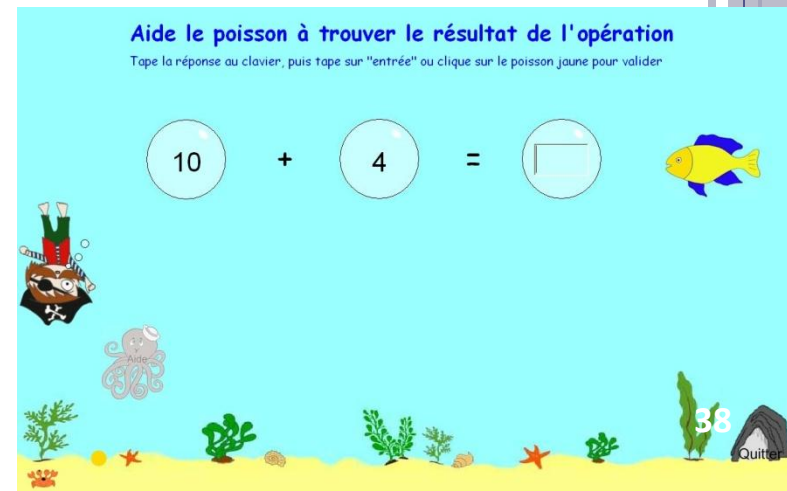 Aide le poisson à trouver le résultat de l'opération
Tape la réponse au clavier, puis tape sur "entrée" ou clique sur le poisson jaune pour valider
10 + 4 =
Aide
38
Quitter